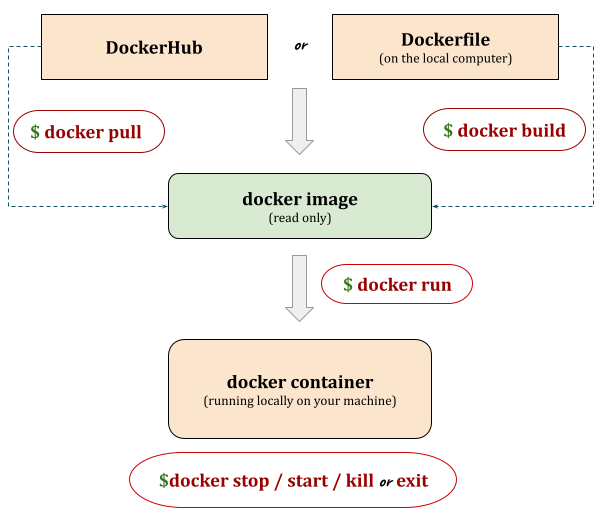 DockerHub
or
Dockerfile
(on the local computer)
$ docker pull
$ docker build
docker image
(read only)
$ docker run
docker container
(running locally on your machine)
$docker stop / start / kill or exit